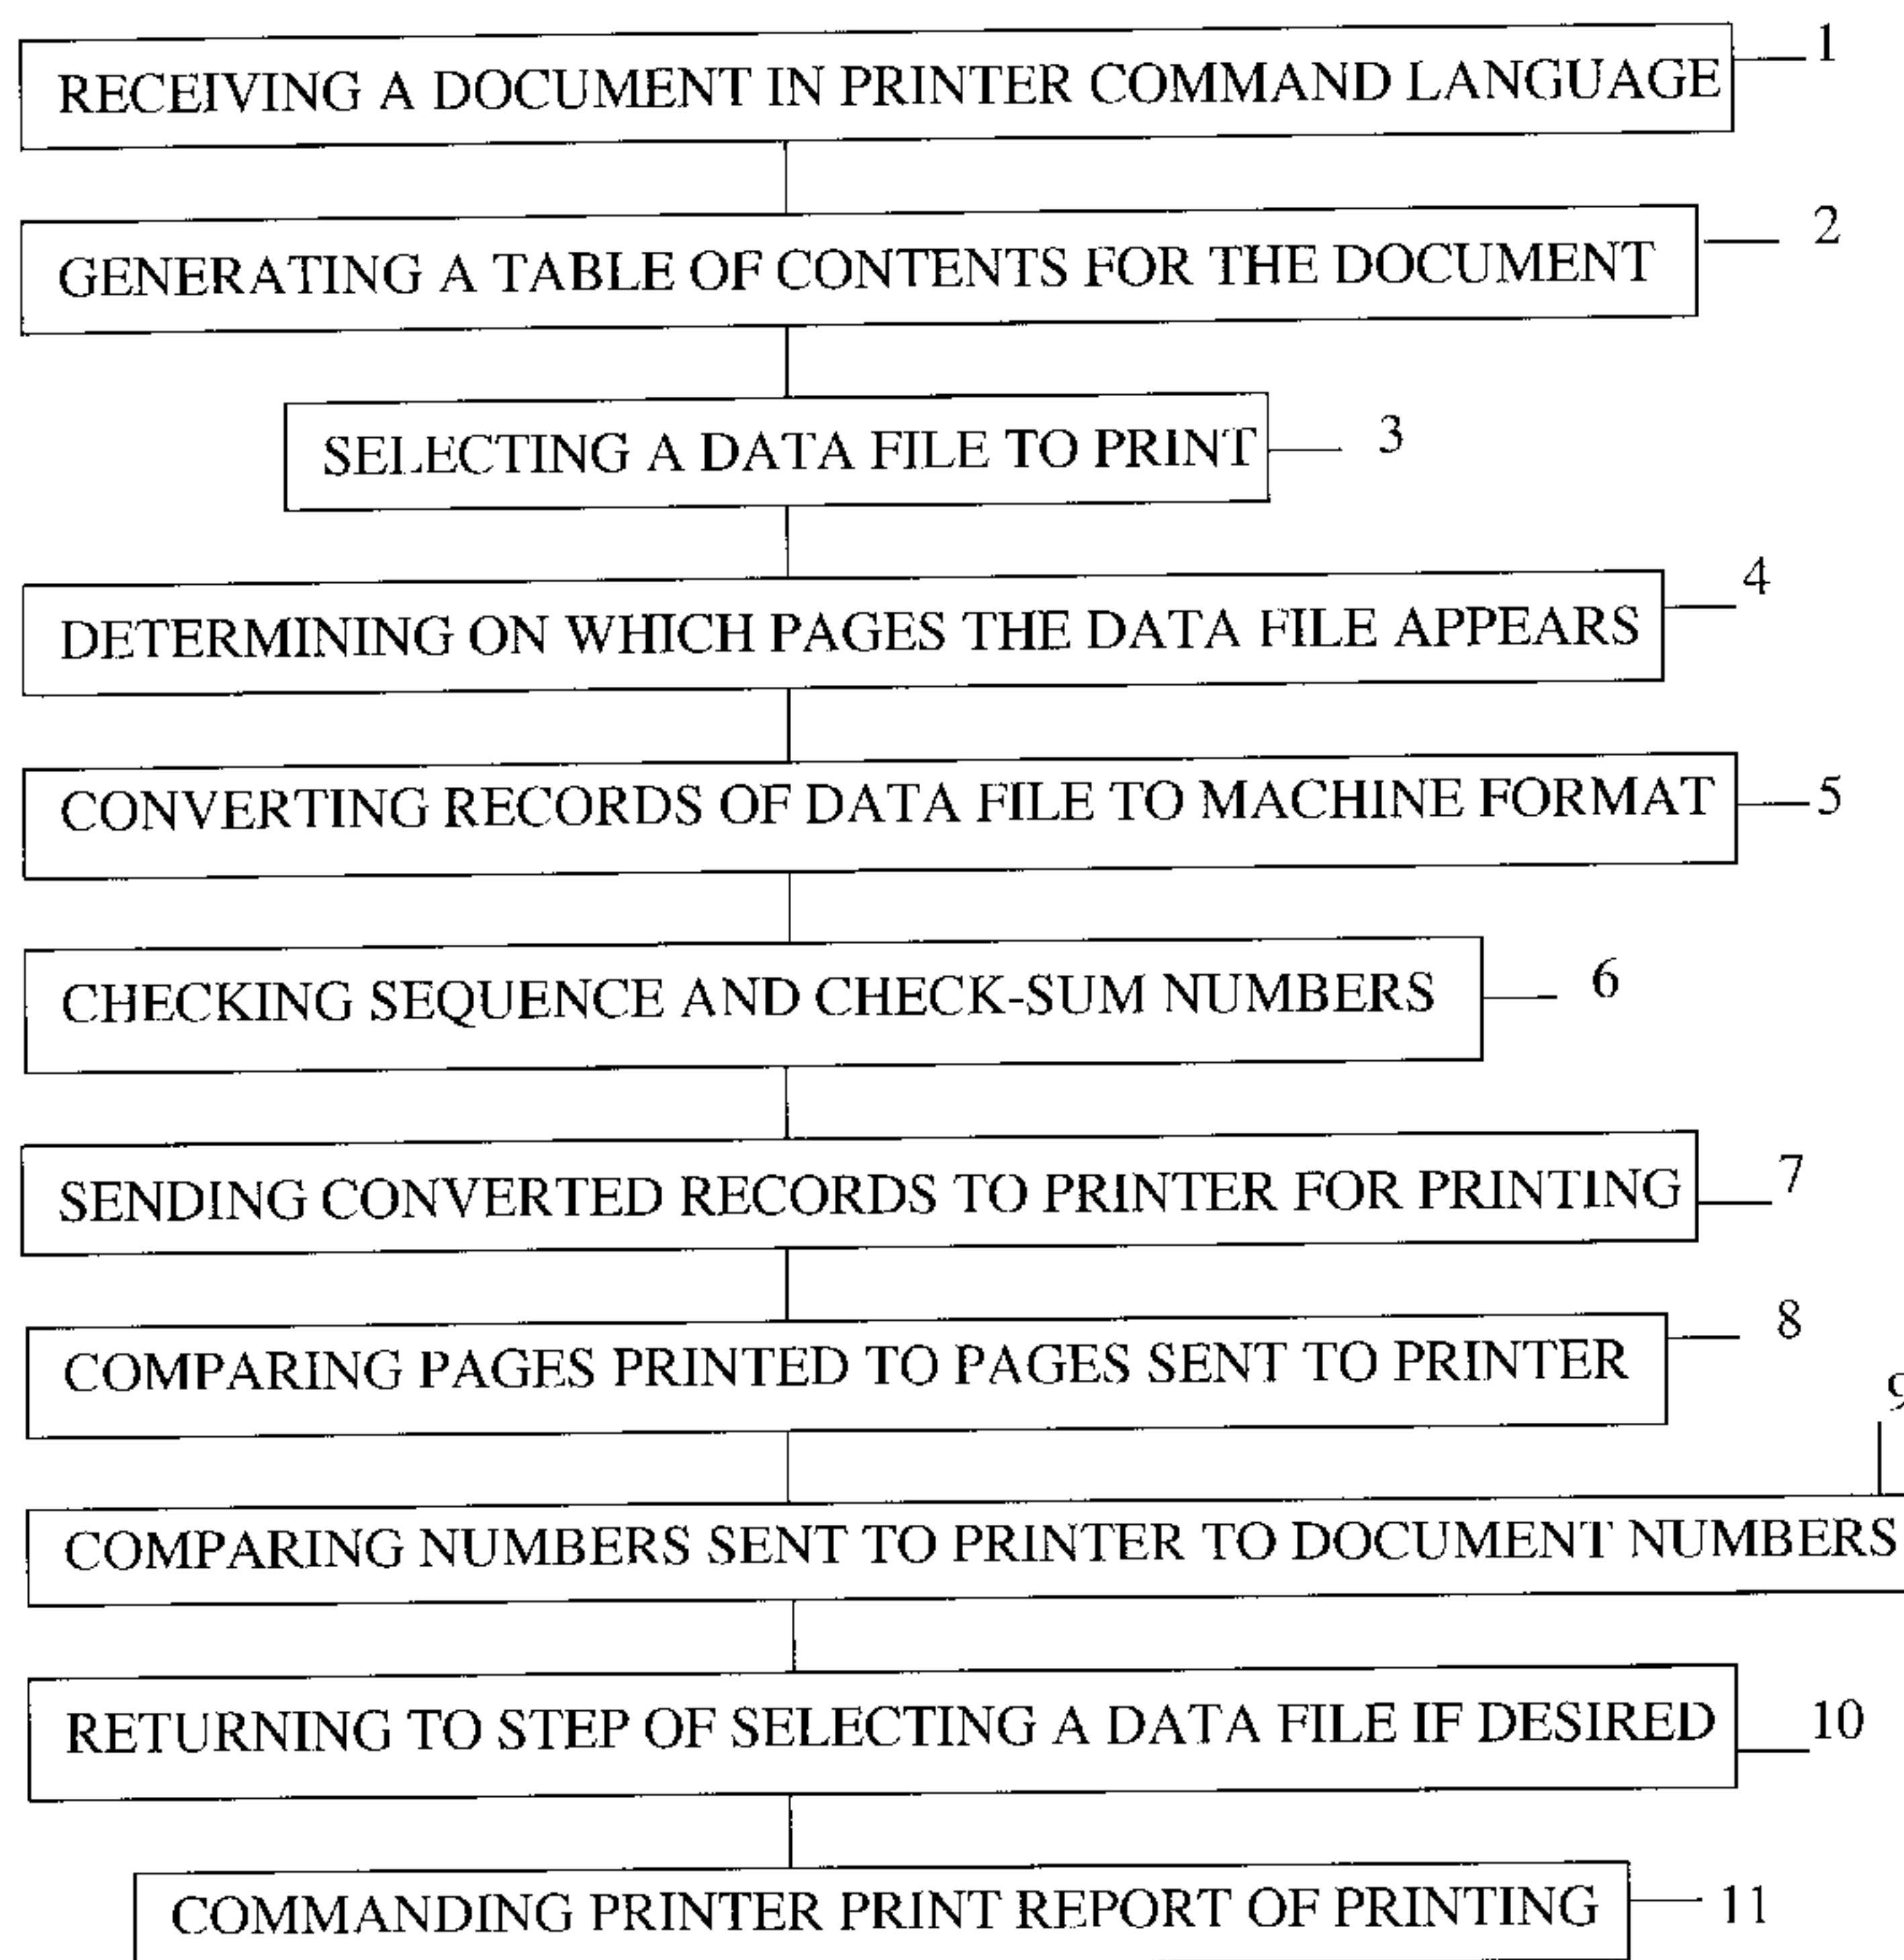 RECEIVING A DOCUMENT IN PRINTER COMMAND LANGUAGE 1
GENERATING A TABLE OF CONTENTS FOR THE DOCUMENT 2
SELECTING A DATA FILE TO PRINT 3
DETERMINING ON WHICH PAGES THE DATA FILE APPEARS 4
CONVERTING RECORDS OF DATA FILE TO MACHINE FORMAT 5
CHECKING SEQUENCE AND CHECK-SUM NUMBERS 6
SENDING CONVERTED RECORDS TO PRINTER FOR PRINTING 7
COMPARING PAGES PRINTED TO PAGES SENT TO PRINTER 8
9
COMPARING NUMBERS SENT TO PRINTER TO DOCUMENT NUMBERS
RETURNING TO STEP OF SELECTING A DATA FILE IF DESIRED 10
COMMANDING PRINTER PRINT REPORT OF PRINTING 11